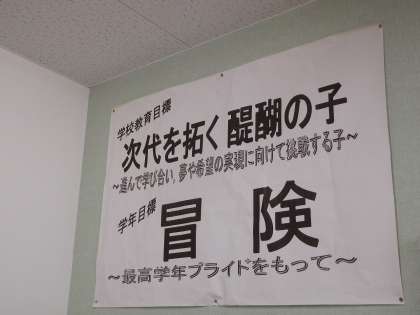 学校教育目標
次代を拓く醍醐の子
~進んで学び合い、夢や希望の実現に向けて挑戦する子~
学年目標
冒険
~最高学年プライドをもって~